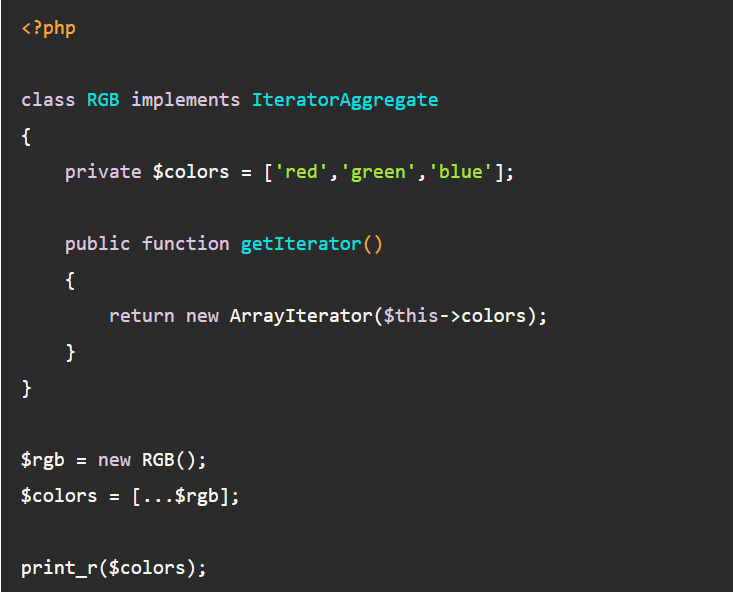 <?php
class RGB implements IteratorAggregate
{
    private $colors = ['red','green','blue'];
    public function getIterator()
    {
        return new ArrayIterator($this->colors);
    }
}
$rgb = new RGB();
$colors = [...$rgb];
print_r($colors);